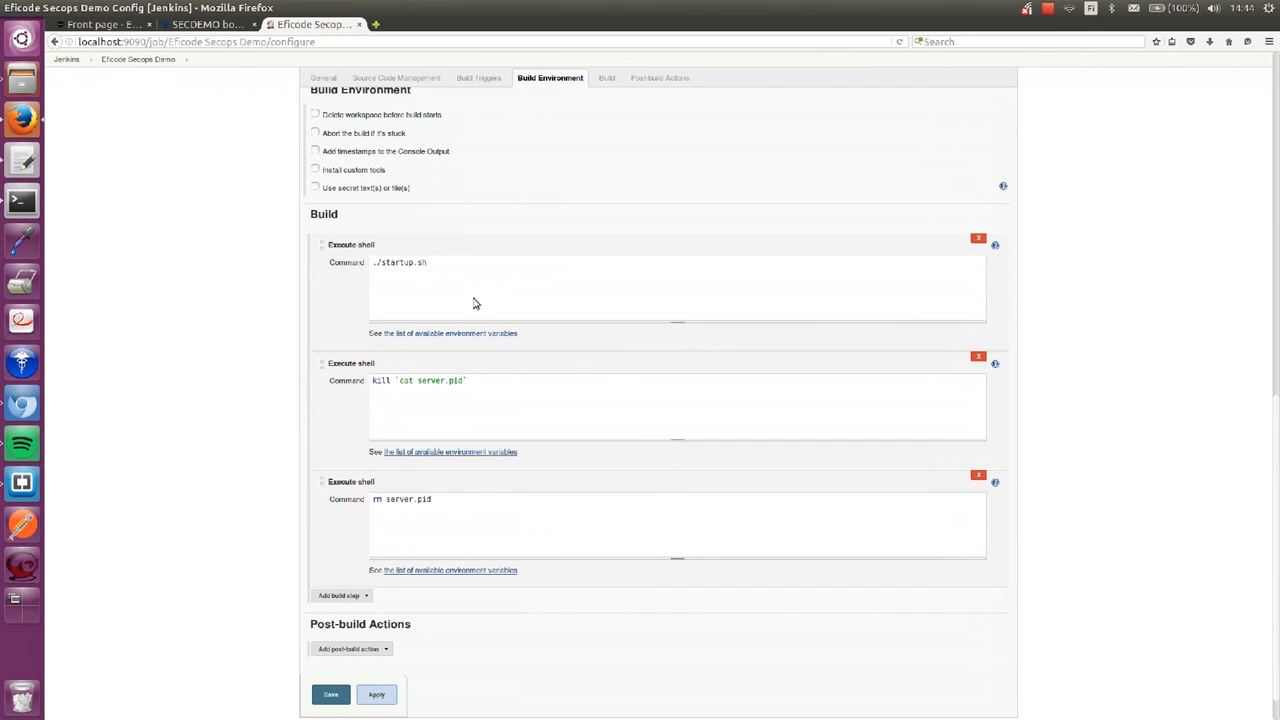 Eficode Secops Demo Config [Jenkins] - Mozilla Firefox
Fi
Front page - E...
SECDEMO bo...
Eficode Secop...
localhost:9090/job/Eficode Secops Demo/configure
Search
Jenkins
Eficode Secops Demo
General
Source Code Management
Build Triggers
Build Environment
Build
Post-build Actions
Build Environment
Delete workspace before build starts
Abort the build if it's stuck
Add timestamps to the Console Output
Install custom tools
Use secret text(s) or file(s)
Build
Execute shell
X
Command
./startup.sh
See the list of available environment variables
Execute shell
X
Command
kill `cat server.pid`
See the list of available environment variables
Execute shell
X
Command
rm server.pid
See the list of available environment variables
Add build step
Post-build Actions
Add post-build action
Save
Apply